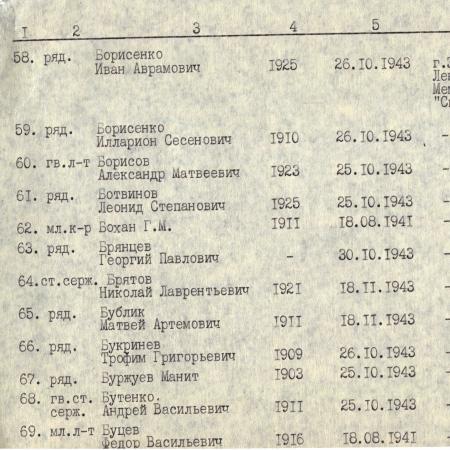 I 2 3 4 5
58. ряд. Борисенко
Иван Аврамович I925 26.I0.I943 г.З
Лев
Мем
"Сл
59. ряд. Борисенко
Илларион Сесенович I9I0 26.I0.I943 -
60. гв.л-т Борисов
Александр Матвеевич I923 25.I0.I943 -
6I. ряд. Ботвинов
Леонид Степанович I925 25.I0.I943 -
62. мл.к-р Бохан Г.М. I9II I8.08.I94I -
63. ряд. Брянцев
Георгий Павлович - 30.I0.I943 -
64.ст.серж. Брятов
Николай Лаврентьевич I92I I8.II.I943 -
65. ряд. Бублик
Матвей Артемович I9II I8.II.I943 -
66. ряд. Букринев
Трофим Григорьевич I909 26.I0.I943 -
67. ряд. Буржуев Манит I903 25.I0.I943 -
68. гв.ст. Бутенко.
серж. Андрей Васильевич I9II 25.I0.I943 -
69. мл.л-т Буцев
Федор Васильевич I9I6 I8.08.I94I -